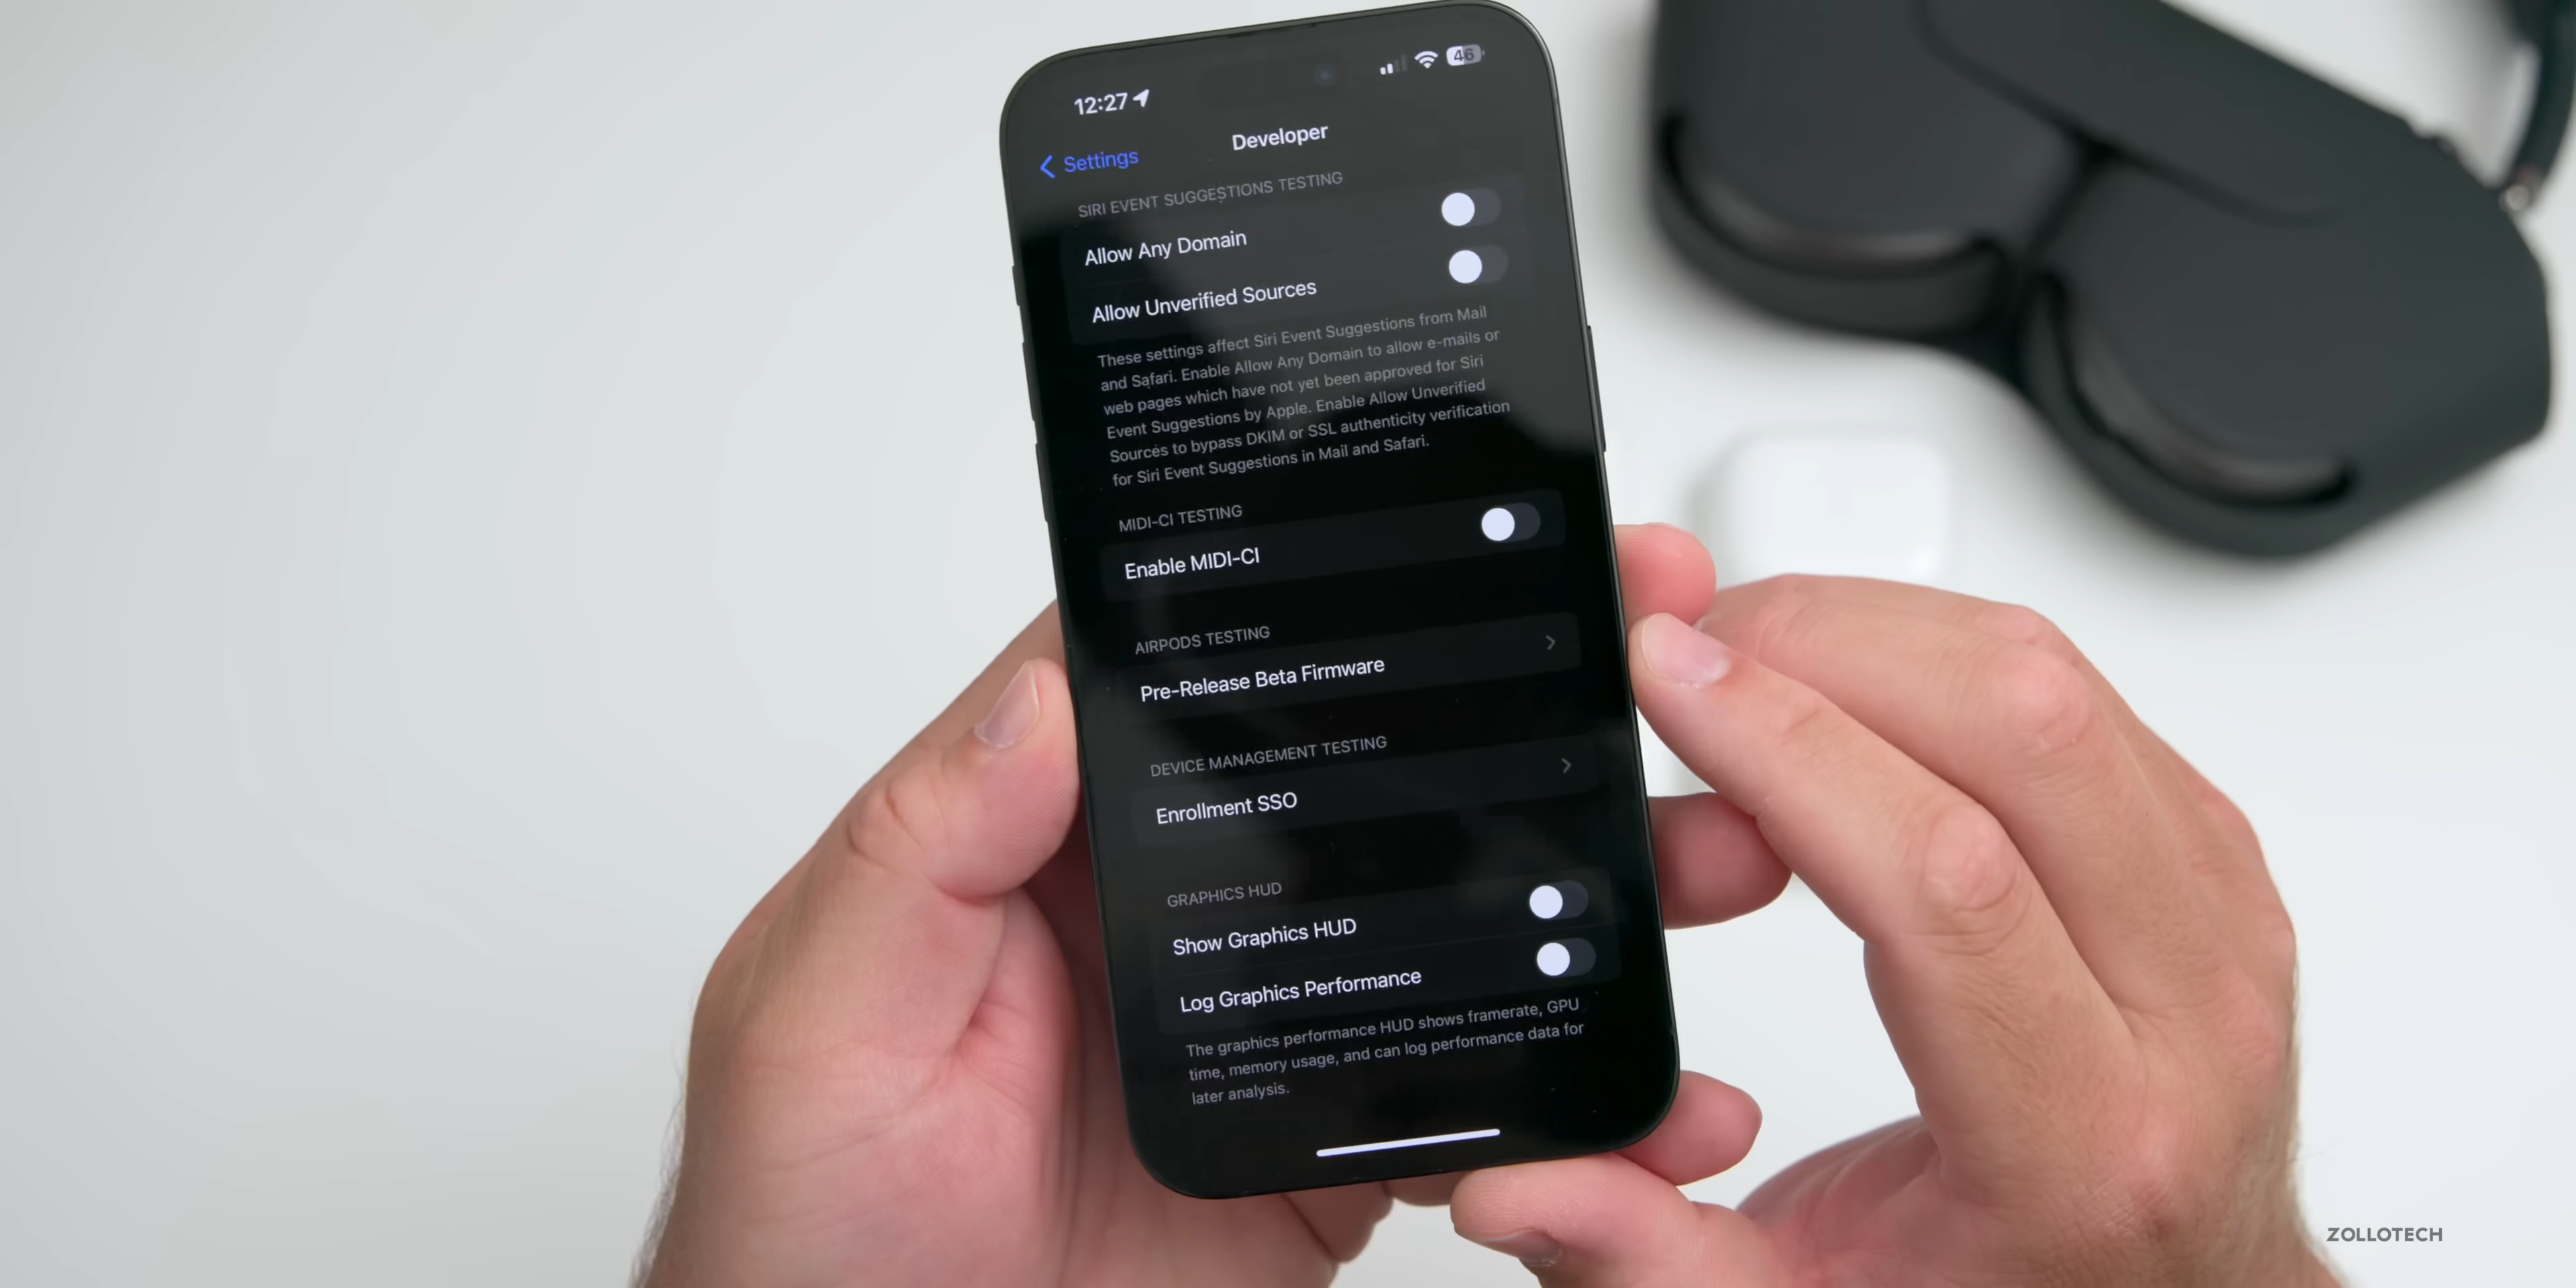 12:27
46
Settings
Developer
SIRI EVENT SUGGESTIONS TESTING
Allow Any Domain
Allow Unverified Sources
These settings affect Siri Event Suggestions from Mail
and Safari. Enable Allow Any Domain to allow e-mails or
web pages which have not yet been approved for Siri
Event Suggestions by Apple. Enable Allow Unverified
Sources to bypass DKIM or SSL authenticity verification
for Siri Event Suggestions in Mail and Safari.
MIDI-CI TESTING
Enable MIDI-CI
AIRPODS TESTING
Pre-Release Beta Firmware
DEVICE MANAGEMENT TESTING
Enrollment SSO
GRAPHICS HUD
Show Graphics HUD
Log Graphics Performance
The graphics performance HUD shows framerate, GPU
time, memory usage, and can log performance data for
later analysis.
ZOLLOTECH